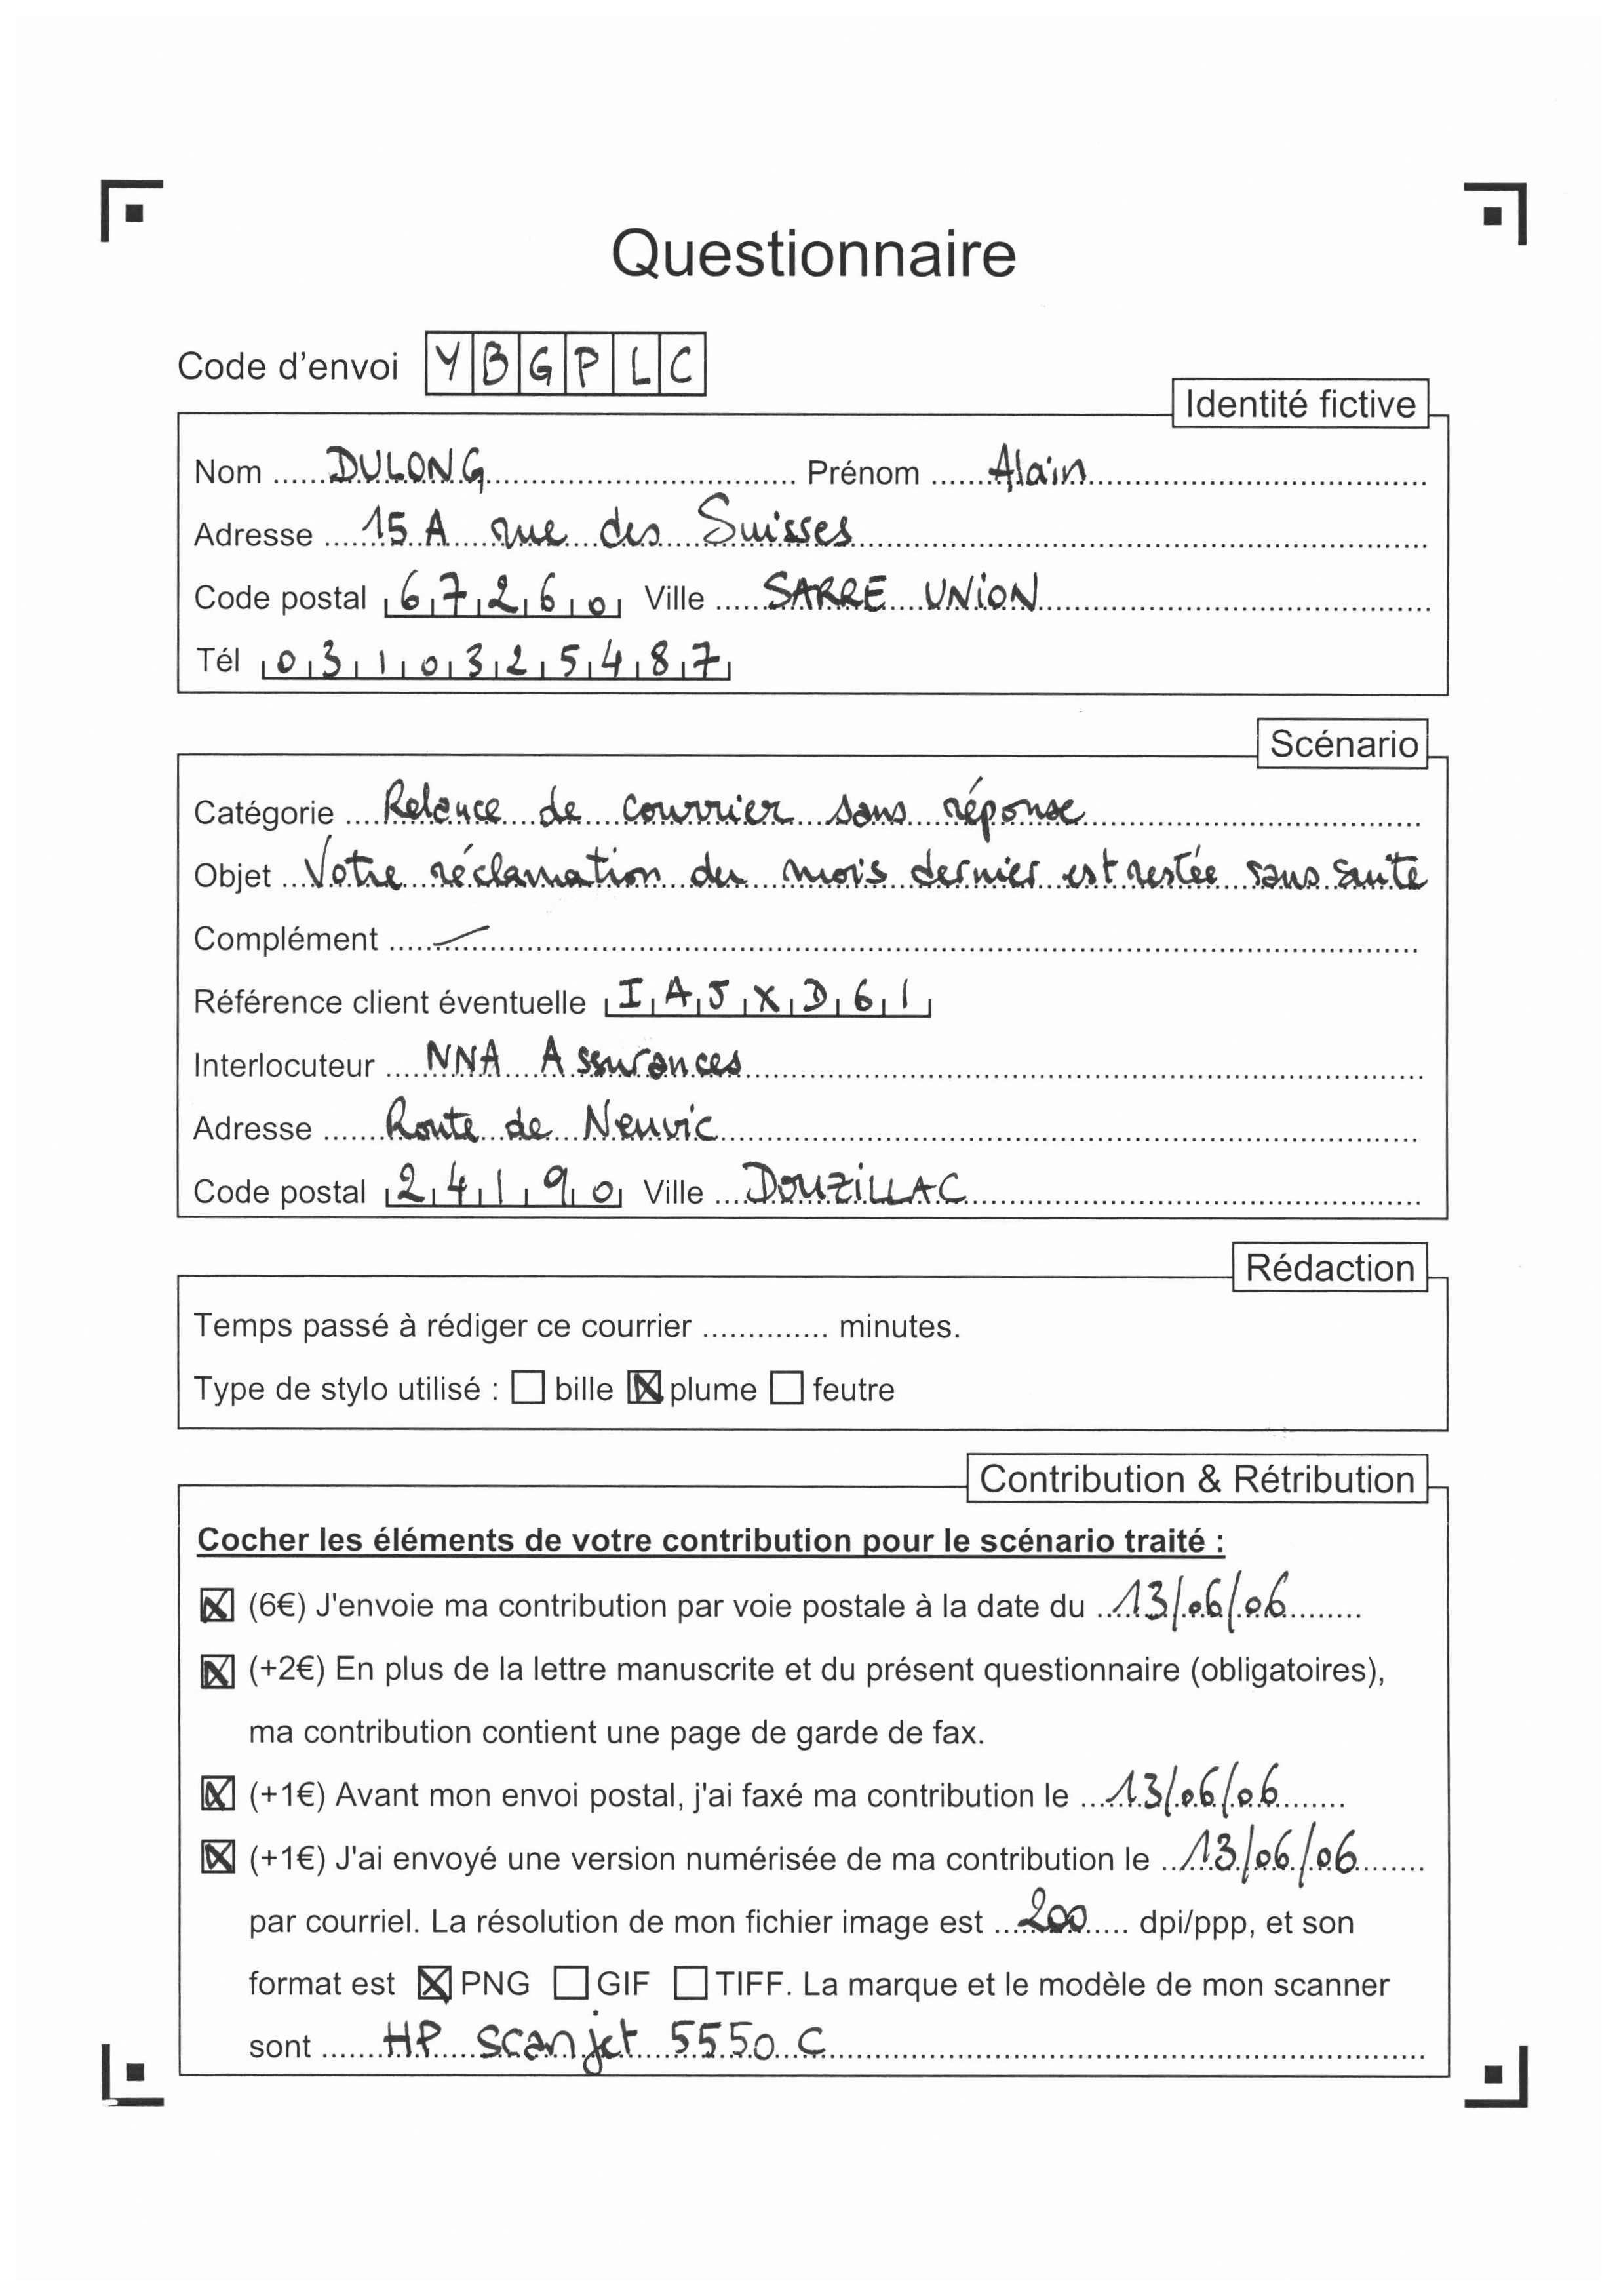 Questionnaire
Code d'envoi YBGPLC
Identité fictive
Nom DULONG Prénom Alain
Adresse 15 A rue des Suisses
Code postal 67260 Ville SARRE UNION
Tél 0310325487
Scénario
Catégorie Relance de courrier sans réponse
Objet Votre réclamation du mois dernier est restée sans suite
Complément
Référence client éventuelle IAJXD61
Interlocuteur NNA Assurances
Adresse Route de Neuvic
Code postal 24190 Ville DOUZILLAC
Rédaction
Temps passé à rédiger ce courrier .............. minutes.
Type de stylo utilisé : bille plume feutre
Contribution & Rétribution
Cocher les éléments de votre contribution pour le scénario traité :
(6€) J'envoie ma contribution par voie postale à la date du 13/06/06
(+2€) En plus de la lettre manuscrite et du présent questionnaire (obligatoires),
ma contribution contient une page de garde de fax.
(+1€) Avant mon envoi postal, j'ai faxé ma contribution le 13/06/06
(+1€) J'ai envoyé une version numérisée de ma contribution le 13/06/06
par courriel. La résolution de mon fichier image est 200 dpi/ppp, et son
format est PNG GIF TIFF. La marque et le modèle de mon scanner
sont HP scanjet 5550 C